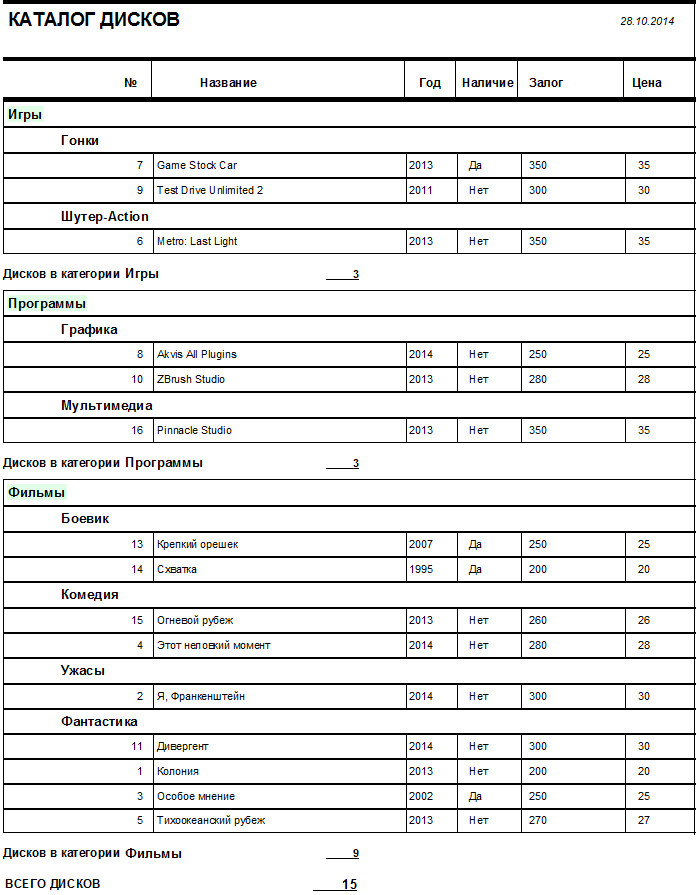 КАТАЛОГ ДИСКОВ 28.10.2014
№ Название Год Наличие Залог Цена
Игры
Гонки
7 Game Stock Car 2013 Да 350 35
9 Test Drive Unlimited 2 2011 Нет 300 30
Шутер-Action
6 Metro: Last Light 2013 Нет 350 35
Дисков в категории Игры 3
Программы
Графика
8 Akvis All Plugins 2014 Нет 250 25
10 ZBrush Studio 2013 Нет 280 28
Мультимедиа
16 Pinnacle Studio 2013 Нет 350 35
Дисков в категории Программы 3
Фильмы
Боевик
13 Крепкий орешек 2007 Да 250 25
14 Схватка 1995 Да 200 20
Комедия
15 Огневой рубеж 2013 Нет 260 26
4 Этот неловкий момент 2014 Нет 280 28
Ужасы
2 Я, Франкенштейн 2014 Нет 300 30
Фантастика
11 Дивергент 2014 Нет 300 30
1 Колония 2013 Нет 200 20
3 Особое мнение 2002 Да 250 25
5 Тихоокеанский рубеж 2013 Нет 270 27
Дисков в категории Фильмы 9
ВСЕГО ДИСКОВ 15